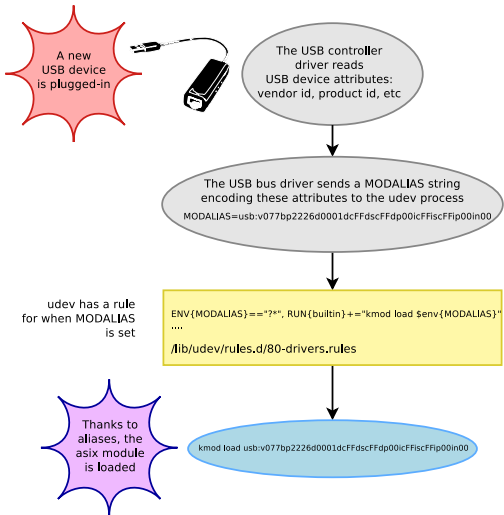 A new
USB device
is plugged-in
The USB controller
driver reads
USB device attributes:
vendor id, product id, etc
The USB bus driver sends a MODALIAS string
encoding these attributes to the udev process
MODALIAS=usb:v077bp2226d0001dcFFdscFFdp00icFFiscFFip00in00
udev has a rule
for when MODALIAS
is set
ENV{MODALIAS}=="?*", RUN{builtin}+="kmod load $env{MODALIAS}"
....
/lib/udev/rules.d/80-drivers.rules
Thanks to
aliases, the
asix module
is loaded
kmod load usb:v077bp2226d0001dcFFdscFFdp00icFFiscFFip00in00